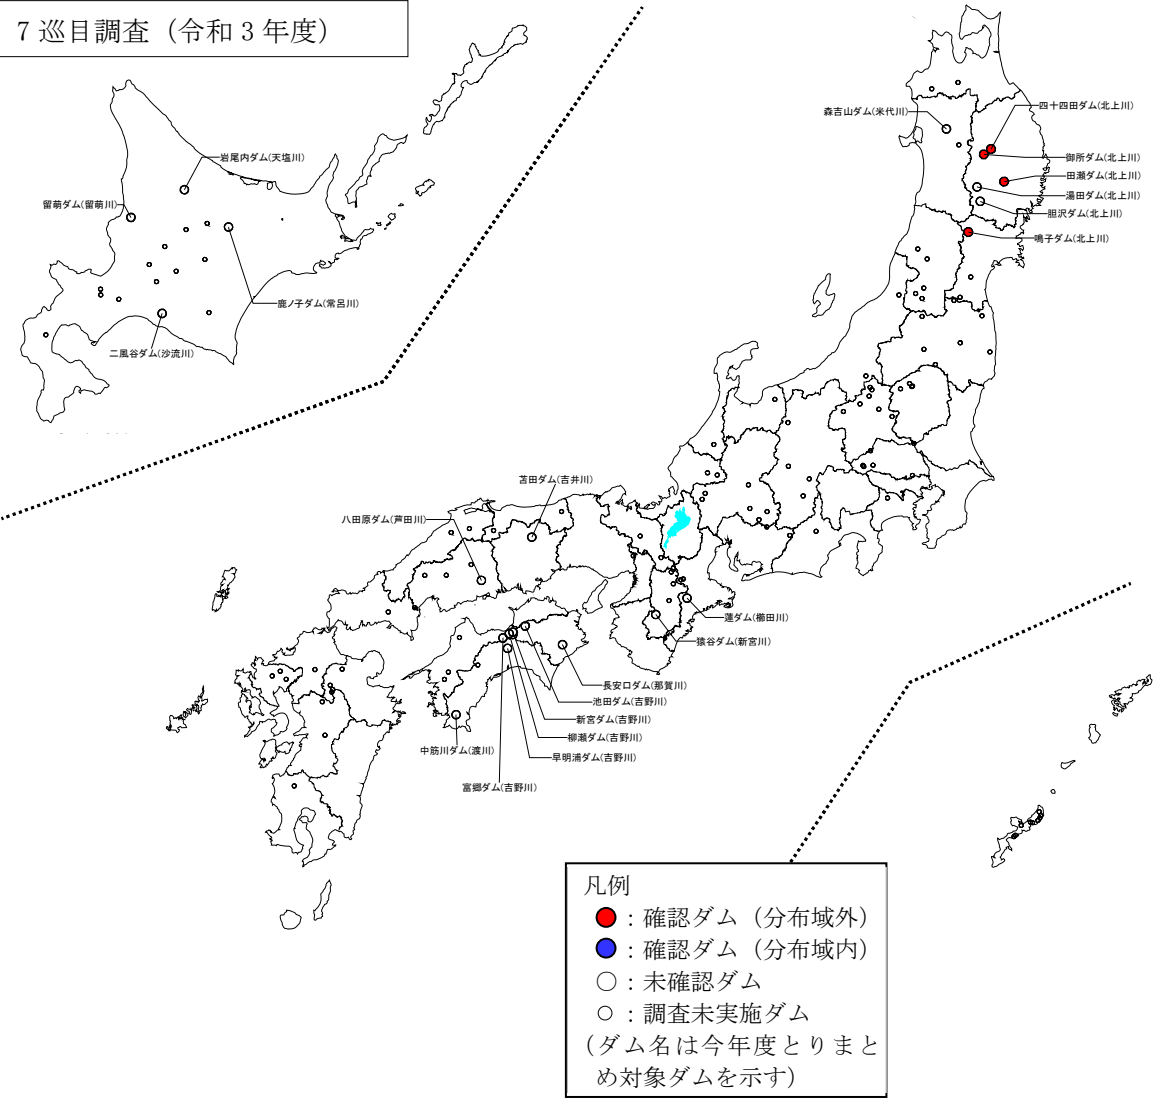 7 巡目調査（令和 3 年度）
岩尾内ダム(天塩川)
留萌ダム(留萌川)
鹿ノ子ダム(常呂川)
二風谷ダム(沙流川)
森吉山ダム(米代川)
四十四田ダム(北上川)
御所ダム(北上川)
田瀬ダム(北上川)
湯田ダム(北上川)
胆沢ダム(北上川)
鳴子ダム(北上川)
苫田ダム(吉井川)
八田原ダム(芦田川)
蓮ダム(櫛田川)
猿谷ダム(新宮川)
長安口ダム(那賀川)
池田ダム(吉野川)
新宮ダム(吉野川)
柳瀬ダム(吉野川)
早明浦ダム(吉野川)
中筋川ダム(渡川)
富郷ダム(吉野川)
凡例
：確認ダム（分布域外）
：確認ダム（分布域内）
：未確認ダム
：調査未実施ダム
（ダム名は今年度とりまと
め対象ダムを示す）